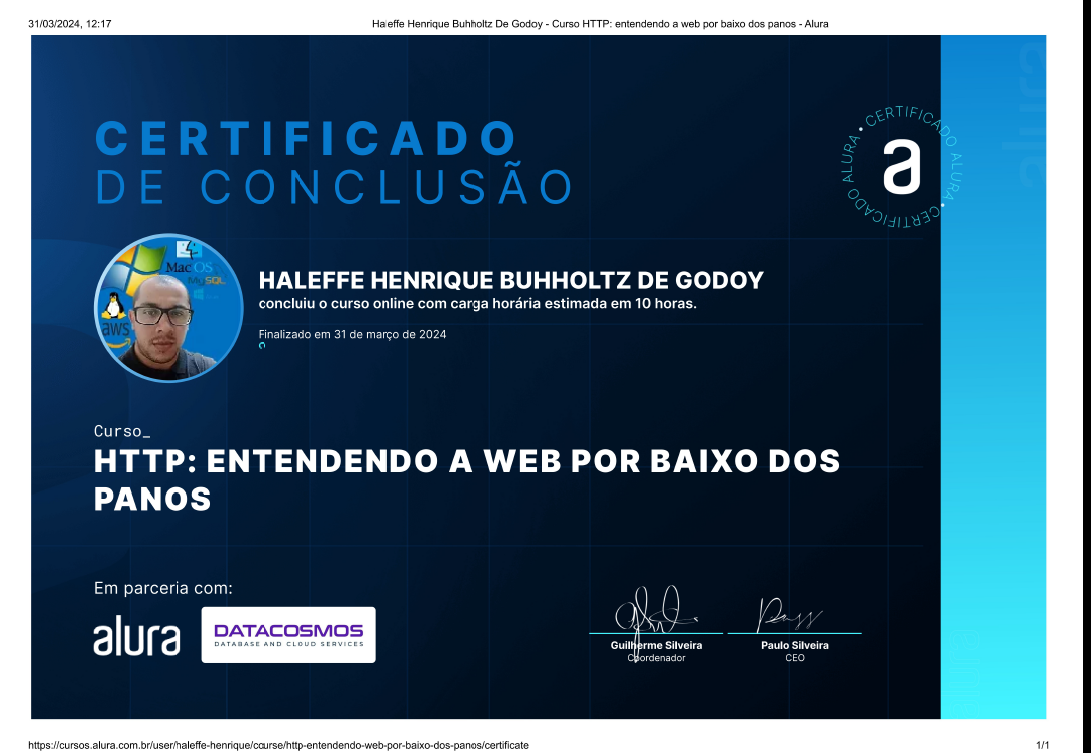 31/03/2024, 12:17
Haleffe Henrique Buhholtz De Godoy - Curso HTTP: entendendo a web por baixo dos panos - Alura
alura
CERTIFICADO
DE CONCLUSÃO
CERTIFICADO ALURA • CERTIFICADO ALURA •
a
Mac OS
MySQL
aws
HALEFFE HENRIQUE BUHHOLTZ DE GODOY
concluiu o curso online com carga horária estimada em 10 horas.
Finalizado em 31 de março de 2024
Curso_
HTTP: ENTENDENDO A WEB POR BAIXO DOS
PANOS
Em parceria com:
alura
DATACOSMOS
DATABASE AND CLOUD SERVICES
Guilherme Silveira
Coordenador
Paulo Silveira
CEO
https://cursos.alura.com.br/user/haleffe-henrique/course/http-entendendo-web-por-baixo-dos-panos/certificate
1/1